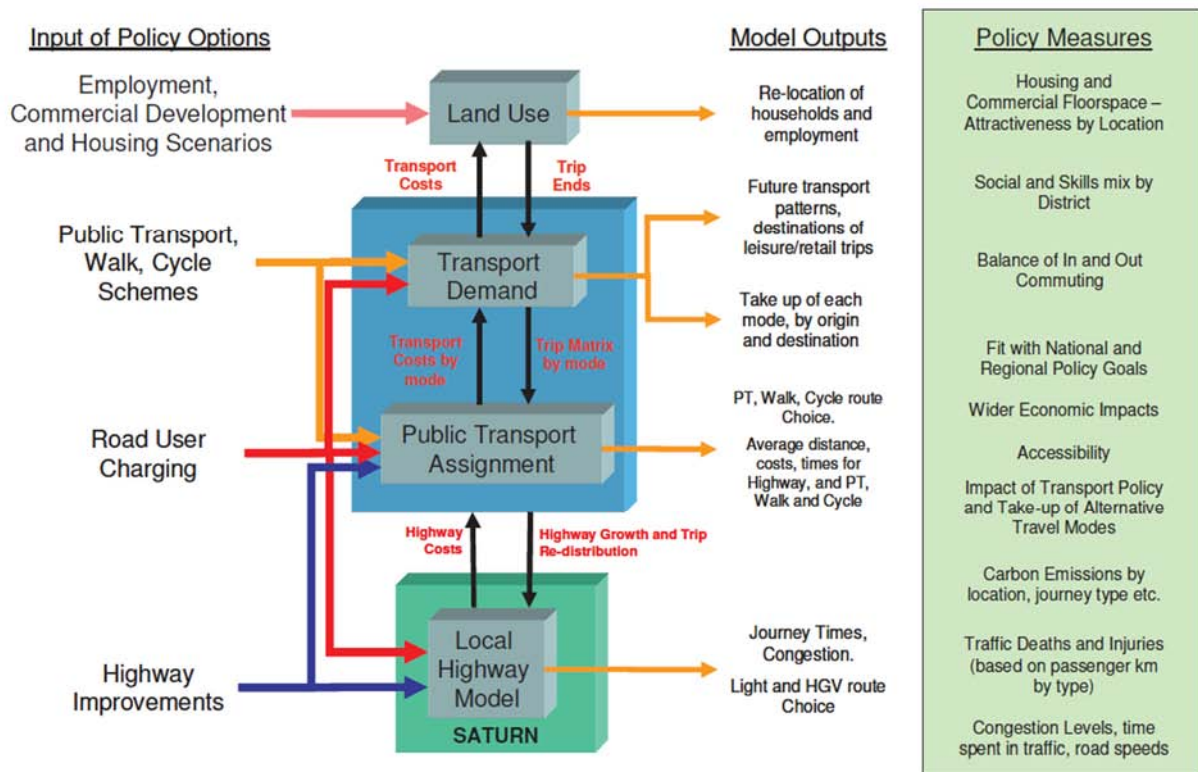 Input of Policy Options
Employment,
Commercial Development
and Housing Scenarios
Public Transport,
Walk, Cycle
Schemes
Road User
Charging
Highway
Improvements
Land Use
Transport
Costs
Trip
Ends
Transport
Demand
Transport
Costs by
mode
Trip Matrix
by mode
Public Transport
Assignment
Highway
Costs
Highway Growth and Trip
Re-distribution
Local
Highway
Model
SATURN
Model Outputs
Re-location of
households and
employment
Future transport
patterns,
destinations of
leisure/retail trips
Take up of each
mode, by origin
and destination
PT, Walk, Cycle route
Choice.
Average distance,
costs, times for
Highway, and PT,
Walk and Cycle
Journey Times,
Congestion.
Light and HGV route
Choice
Policy Measures
Housing and
Commercial Floorspace –
Attractiveness by Location
Social and Skills mix by
District
Balance of In and Out
Commuting
Fit with National and
Regional Policy Goals
Wider Economic Impacts
Accessibility
Impact of Transport Policy
and Take-up of Alternative
Travel Modes
Carbon Emissions by
location, journey type etc.
Traffic Deaths and Injuries
(based on passenger km
by type)
Congestion Levels, time
spent in traffic, road speeds